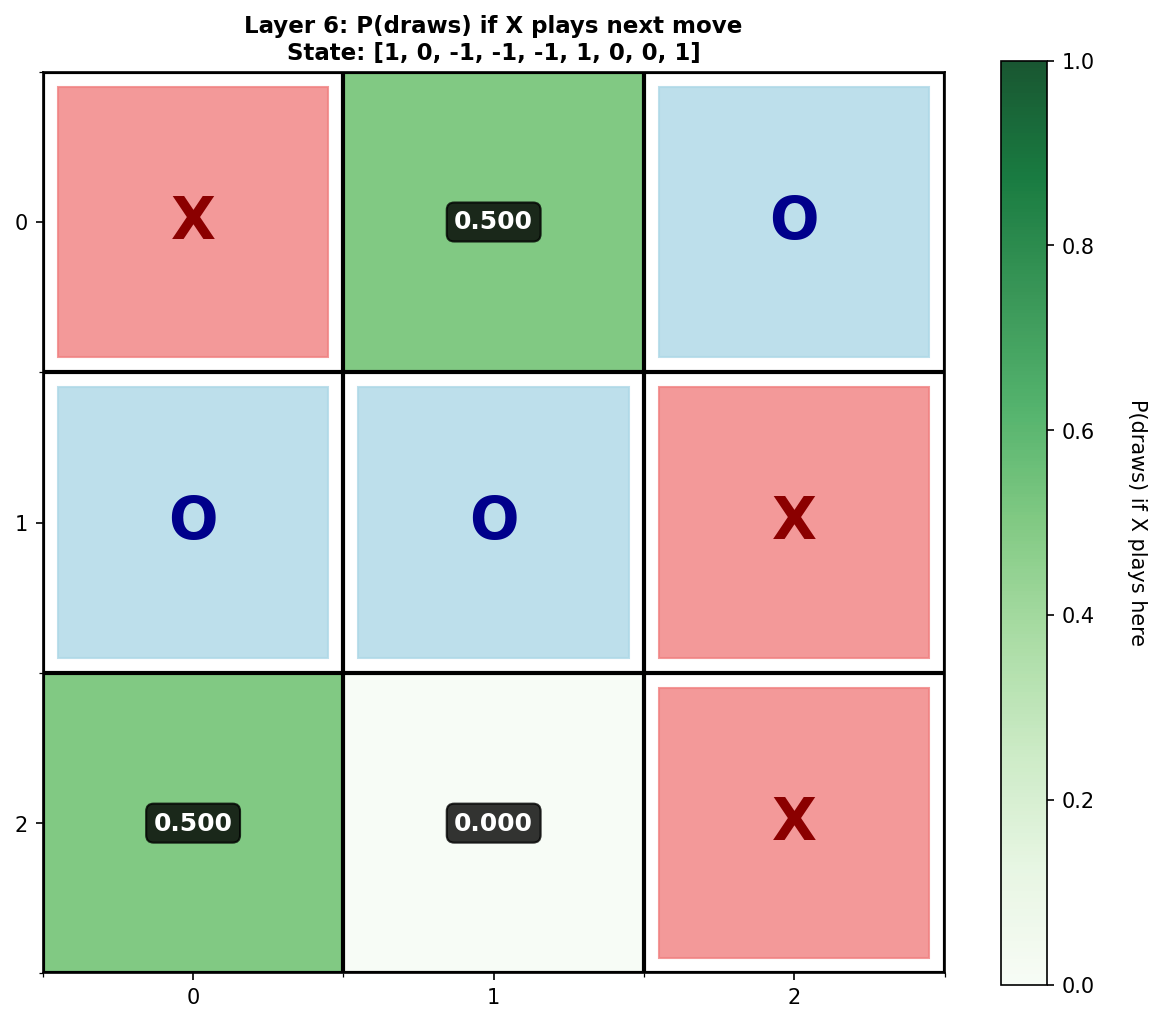 Layer 6: P(draws) if X plays next move
State: [1, 0, -1, -1, -1, 1, 0, 0, 1]
X
0.500
O
O
O
X
0.500
0.000
X
0
1
2
0
1
2
1.0
0.8
0.6
0.4
0.2
0.0
P(draws) if X plays here